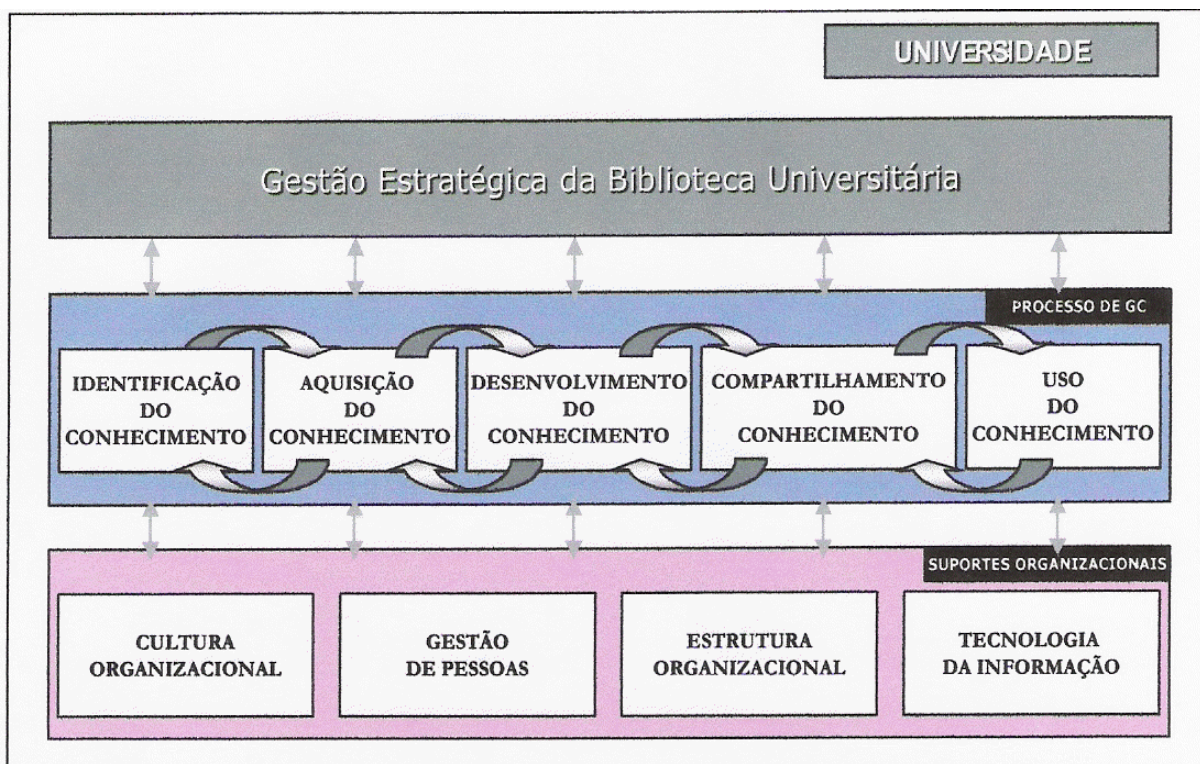 UNIVERSIDADE
Gestão Estratégica da Biblioteca Universitária
PROCESSO DE GC
IDENTIFICAÇÃO
DO
CONHECIMENTO
AQUISIÇÃO
DO
CONHECIMENTO
DESENVOLVIMENTO
DO
CONHECIMENTO
COMPARTILHAMENTO
DO
CONHECIMENTO
USO
DO
CONHECIMENTO
SUPORTES ORGANIZACIONAIS
CULTURA
ORGANIZACIONAL
GESTÃO
DE PESSOAS
ESTRUTURA
ORGANIZACIONAL
TECNOLOGIA
DA INFORMAÇÃO